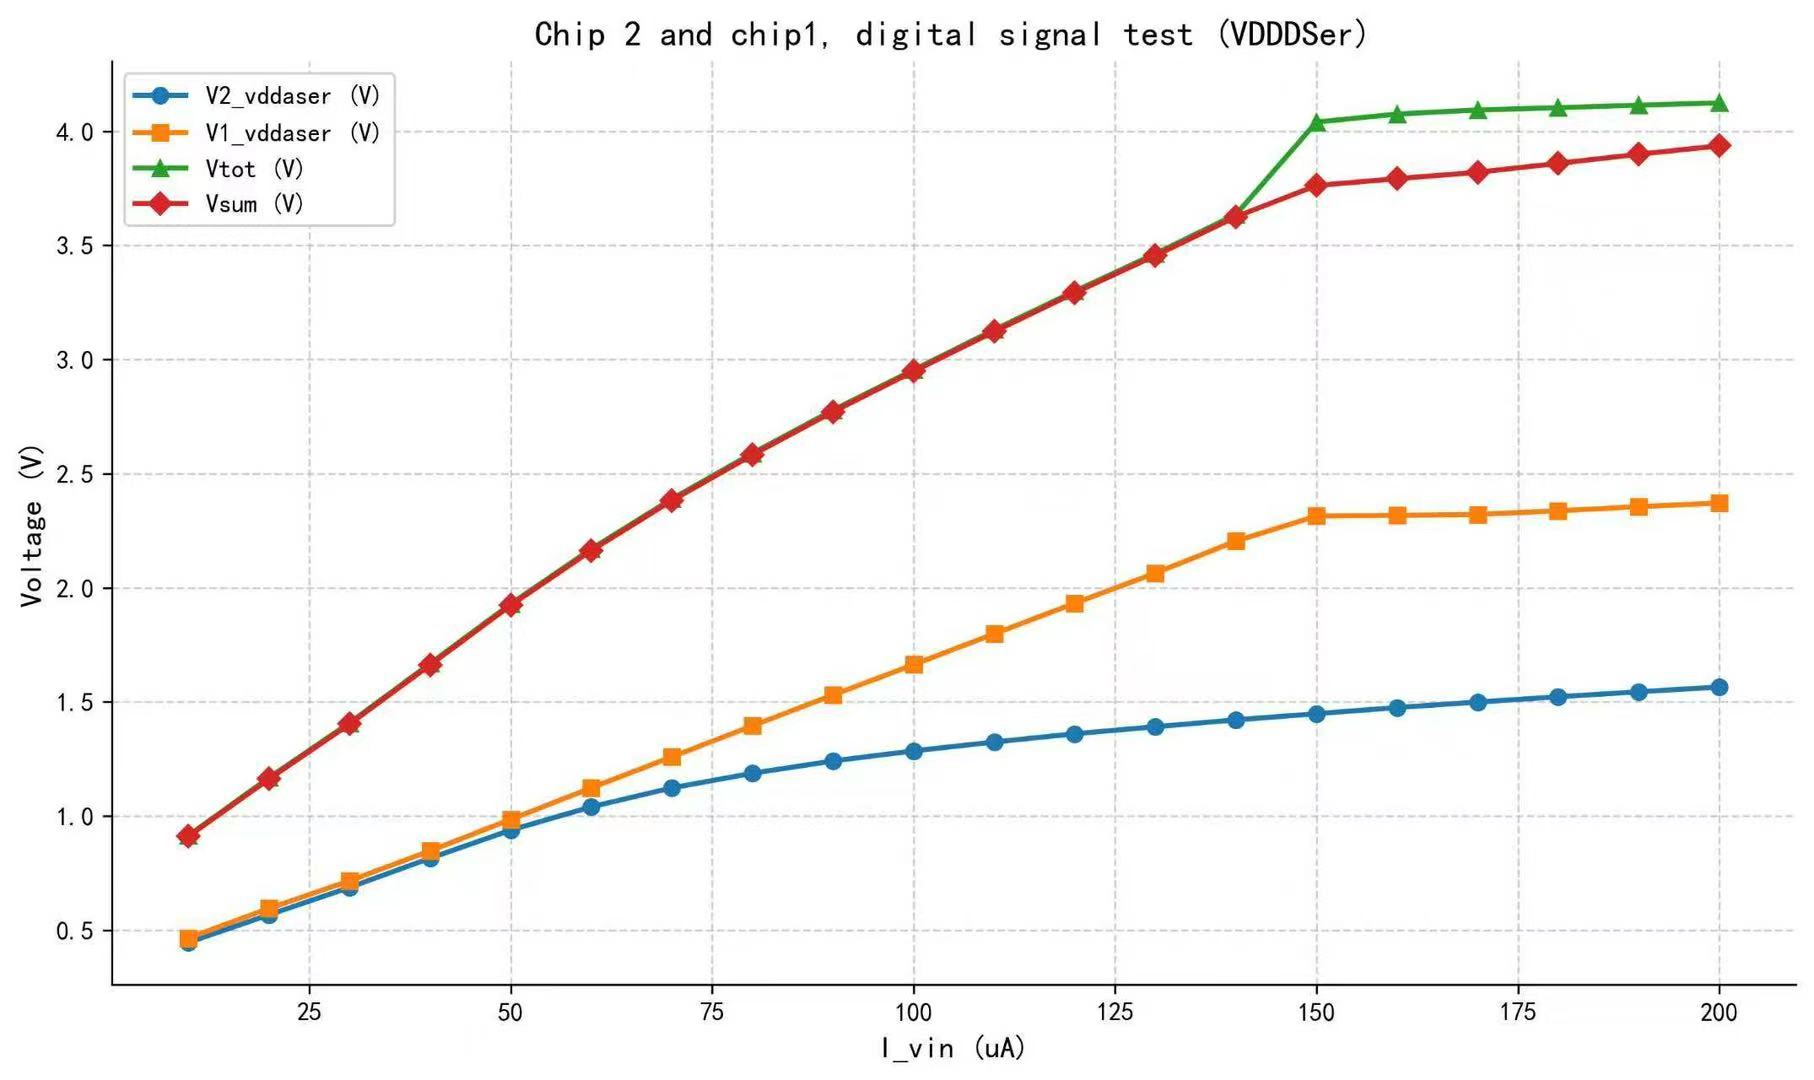 Chip 2 and chip1, digital signal test (VDDDSer)
V2_vddaser (V)
V1_vddaser (V)
Vtot (V)
Vsum (V)
Voltage (V)
4.0
3.5
3.0
2.5
2.0
1.5
1.0
0.5
25 50 75 100 125 150 175 200
I_vin (uA)